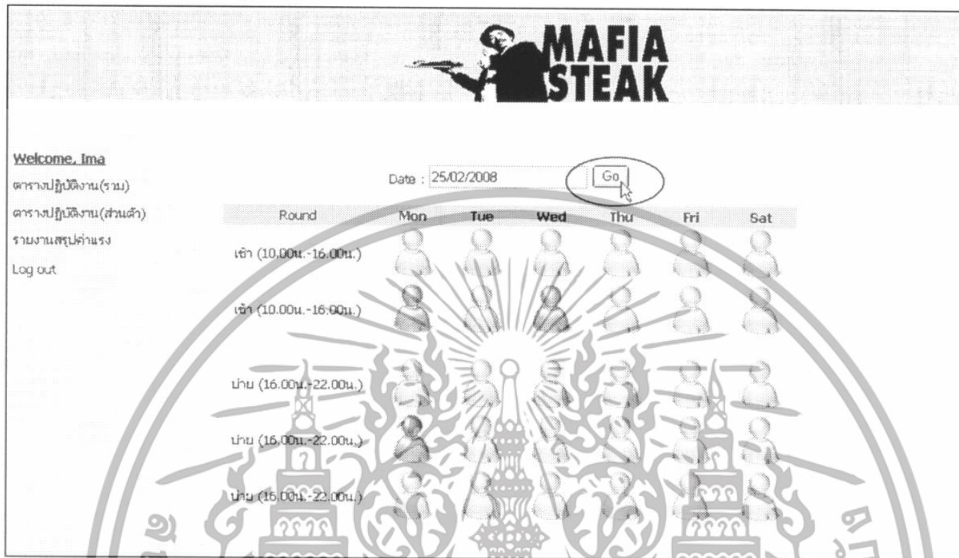 MAFIA
STEAK
Welcome, Ima
ตารางปฏิบัติงาน(รวม)
ตารางปฏิบัติงาน(ส่วนตัว)
รายงานสรุปค่าแรง
Log out
Date : 25/02/2008 Go
Round Mon Tue Wed Thu Fri Sat
เช้า (10.00น.-16.00น.)
เช้า (10.00น.-16.00น.)
บ่าย (16.00น.-22.00น.)
บ่าย (16.00น.-22.00น.)
บ่าย (16.00น.-22.00น.)